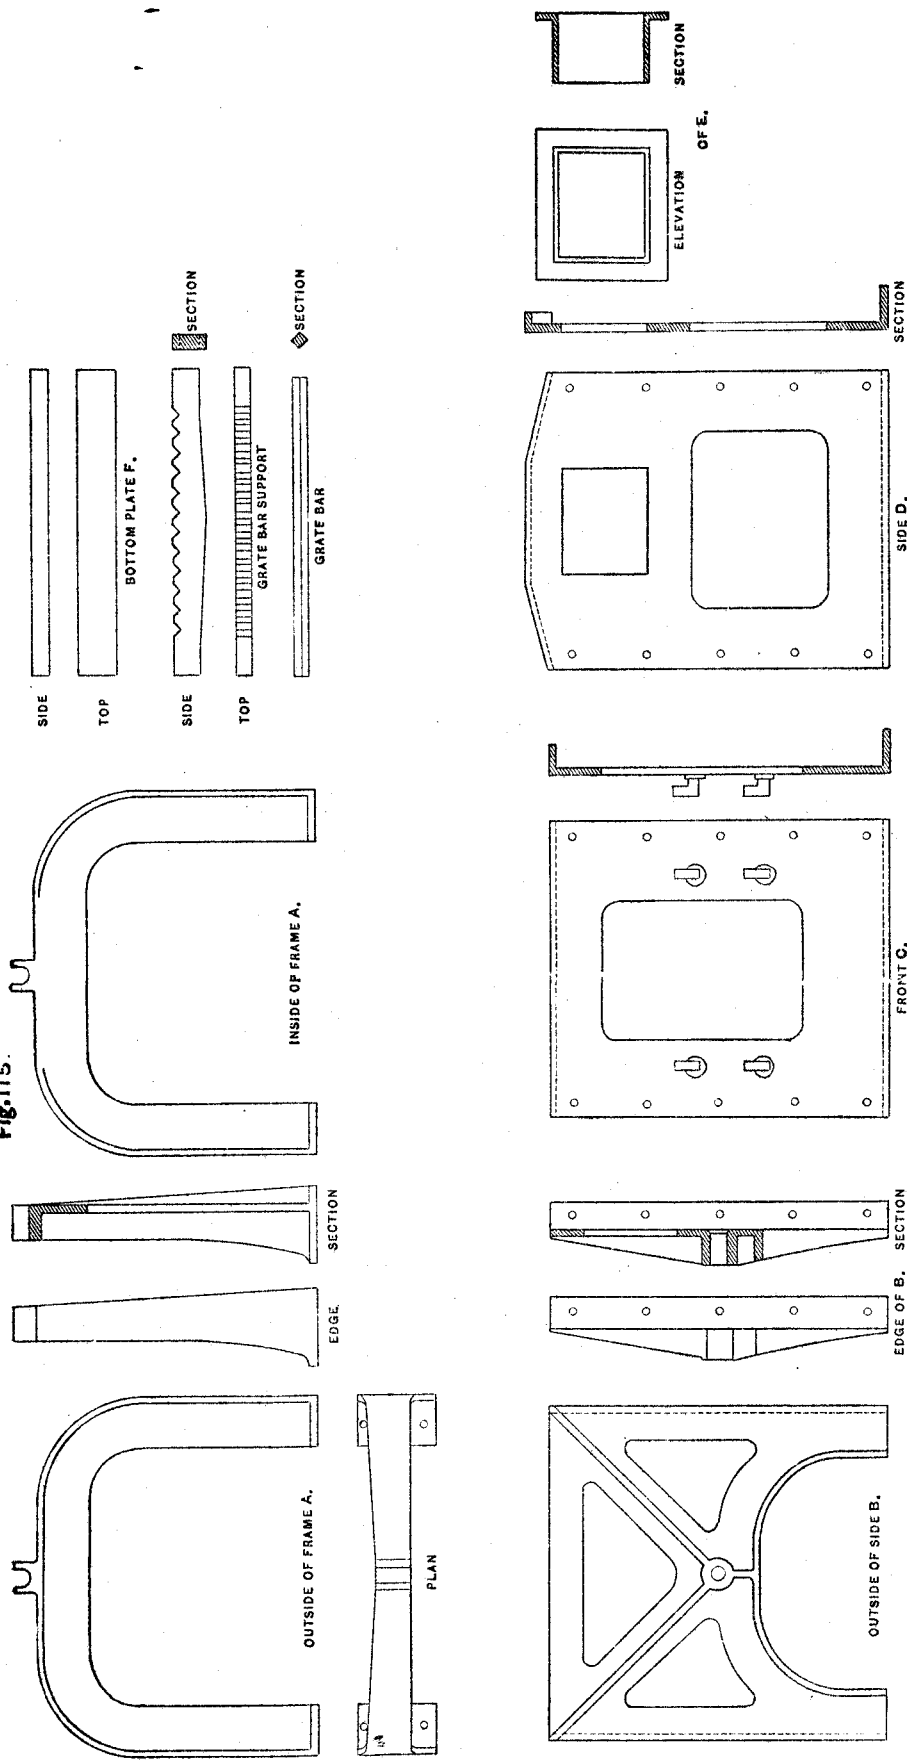 Fig. 115.
OUTSIDE OF FRAME A.
EDGE.
SECTION
INSIDE OF FRAME A.
SIDE
TOP
BOTTOM PLATE F.
SIDE
SECTION
TOP
GRATE BAR SUPPORT
SECTION
GRATE BAR
PLAN
OUTSIDE OF SIDE B.
EDGE OF B.
SECTION
FRONT C.
SIDE D.
SECTION
ELEVATION
SECTION
OF E.